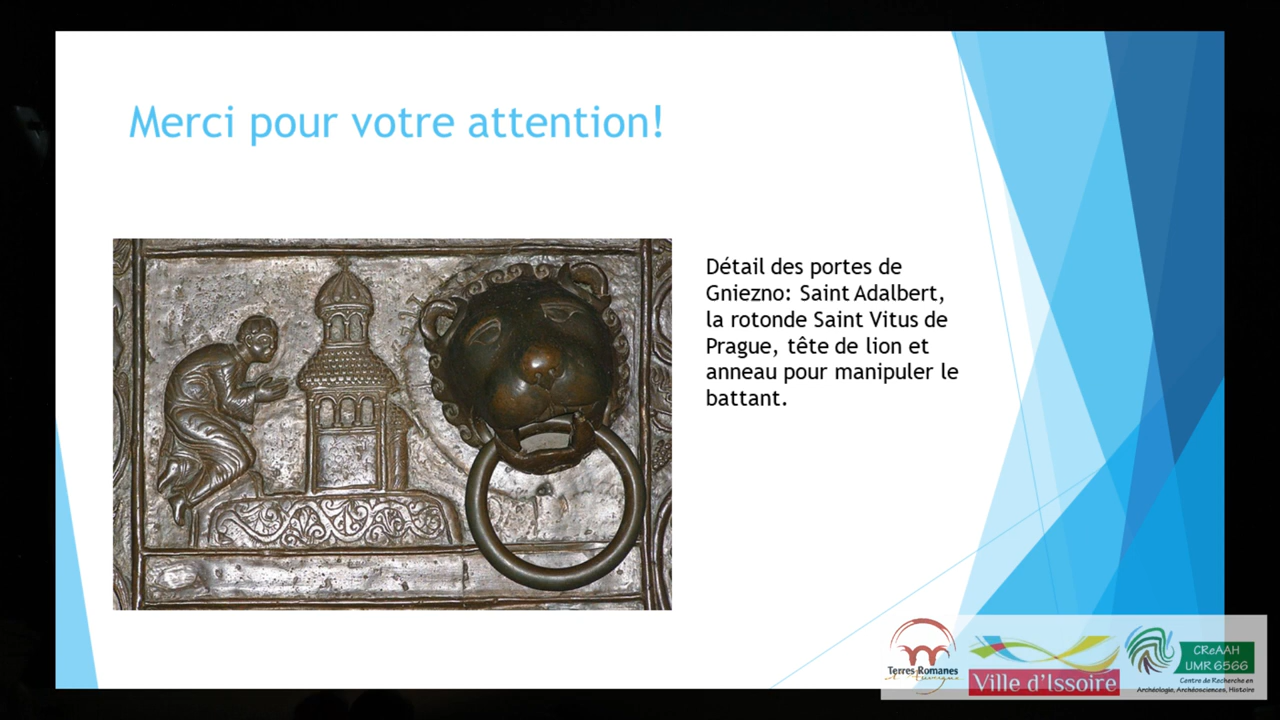 Merci pour votre attention!
Détail des portes de
Gniezno: Saint Adalbert,
la rotonde Saint Vitus de
Prague, tête de lion et
anneau pour manipuler le
battant.
Terres Romanes
d'Auvergne
Ville d'Issoire
CReAAH
UMR 6566
Centre de Recherche en
Archéologie, Archéosciences, Histoire